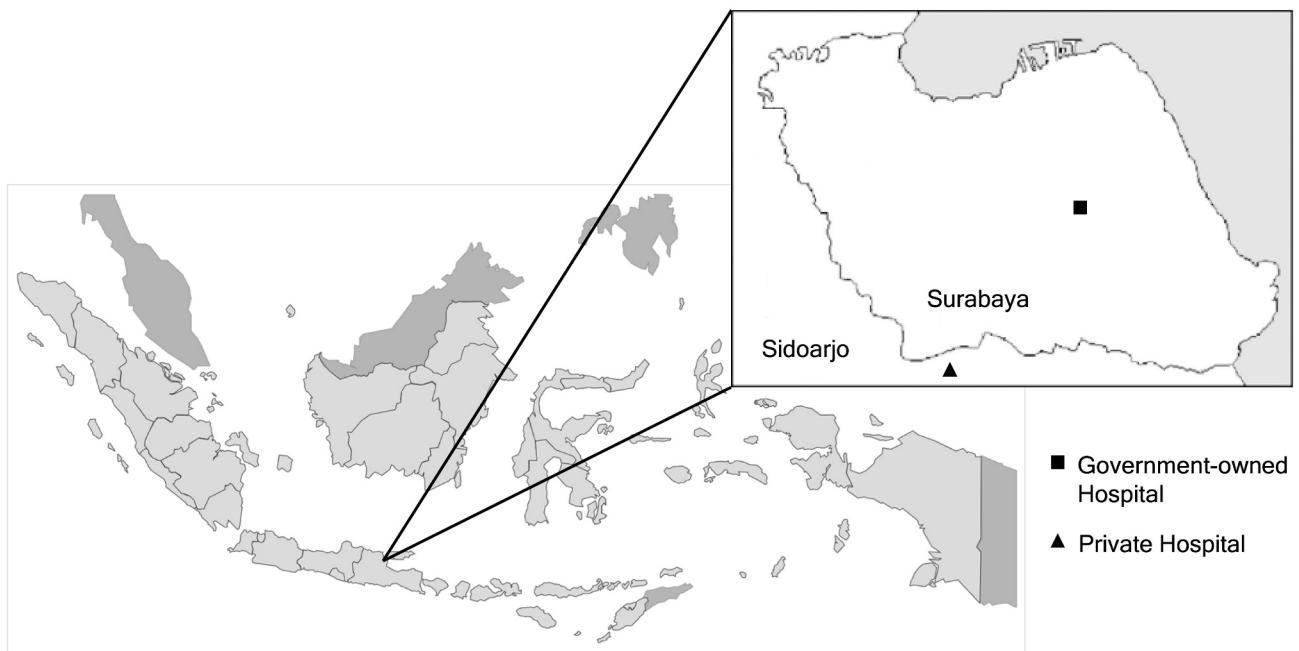 Surabaya
Sidoarjo
Government-owned
Hospital
Private Hospital